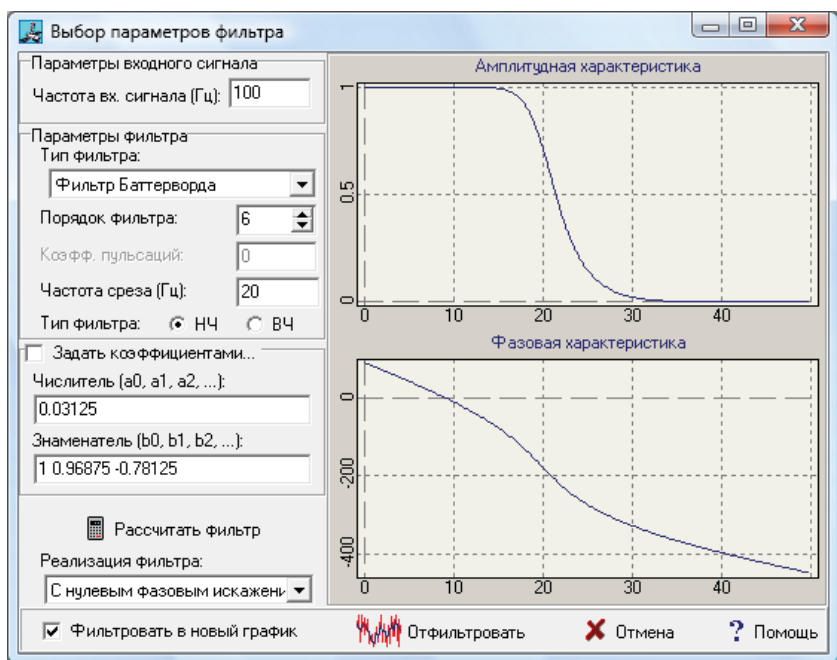 Выбор параметров фильтра
Параметры входного сигнала
Частота вх. сигнала (Гц): 100
Параметры фильтра
Тип фильтра:
Фильтр Баттерворда
Порядок фильтра: 6
Коэфф. пульсаций: 0
Частота среза (Гц): 20
Тип фильтра: НЧ ВЧ
Задать коэффициентами...
Числитель (a0, a1, a2, ...):
0.03125
Знаменатель (b0, b1, b2, ...):
1 0.96875 -0.78125
Рассчитать фильтр
Реализация фильтра:
С нулевым фазовым искажени
Амплитудная характеристика
1
0.5
0
0 10 20 30 40
Фазовая характеристика
0
-200
-400
0 10 20 30 40
Фильтровать в новый график
Отфильтровать
Отмена
? Помощь